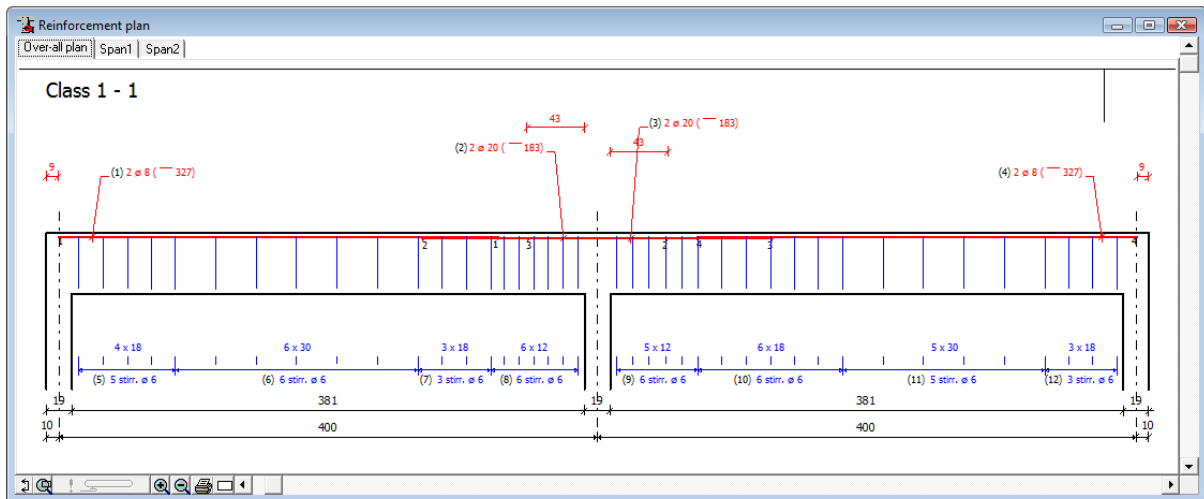 Reinforcement plan
Over-all plan Span1 Span2
Class 1 - 1
43
(3) 2 ø 20 ( 183)
(2) 2 ø 20 ( 183)
43
9
(1) 2 ø 8 ( 327)
(4) 2 ø 8 ( 327)
9
1 2 1 3 2 4 3 4
4 x 18 6 x 30 3 x 18 6 x 12 5 x 12 6 x 18 5 x 30 3 x 18
(5) 5 stirr. ø 6 (6) 6 stirr. ø 6 (7) 3 stirr. ø 6 (8) 6 stirr. ø 6 (9) 6 stirr. ø 6 (10) 6 stirr. ø 6 (11) 5 stirr. ø 6 (12) 3 stirr. ø 6
19 381 19 381 19
10 400 400 10